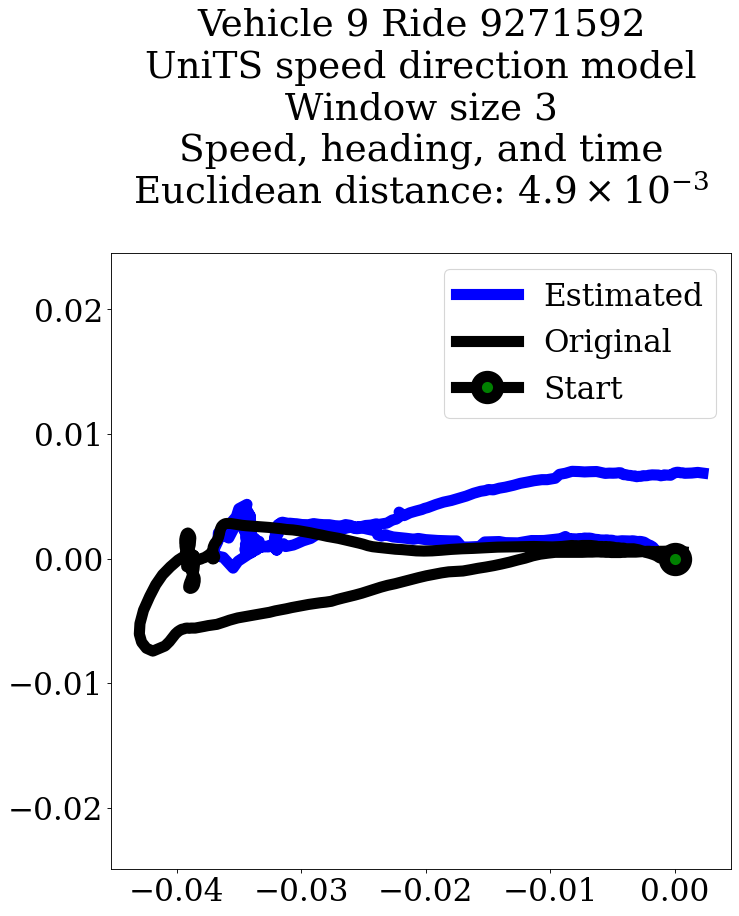 Vehicle 9 Ride 9271592
UniTS speed direction model
Window size 3
Speed, heading, and time
Euclidean distance: 4.9 × 10⁻³
Estimated
Original
Start
0.02
0.01
0.00
−0.01
−0.02
−0.04 −0.03 −0.02 −0.01 0.00